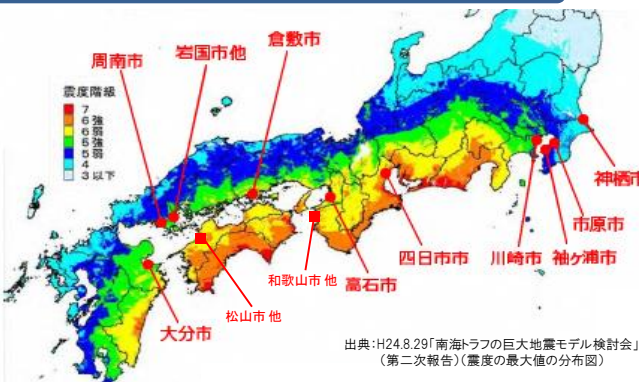 周南市
岩国市他
倉敷市
震度階級
7
6強
6弱
5強
5弱
4
3以下
神栖市
市原市
袖ヶ浦市
川崎市
四日市市
高石市
和歌山市 他
松山市 他
大分市
出典:H24.8.29「南海トラフの巨大地震モデル検討会」
(第二次報告)(震度の最大値の分布図)